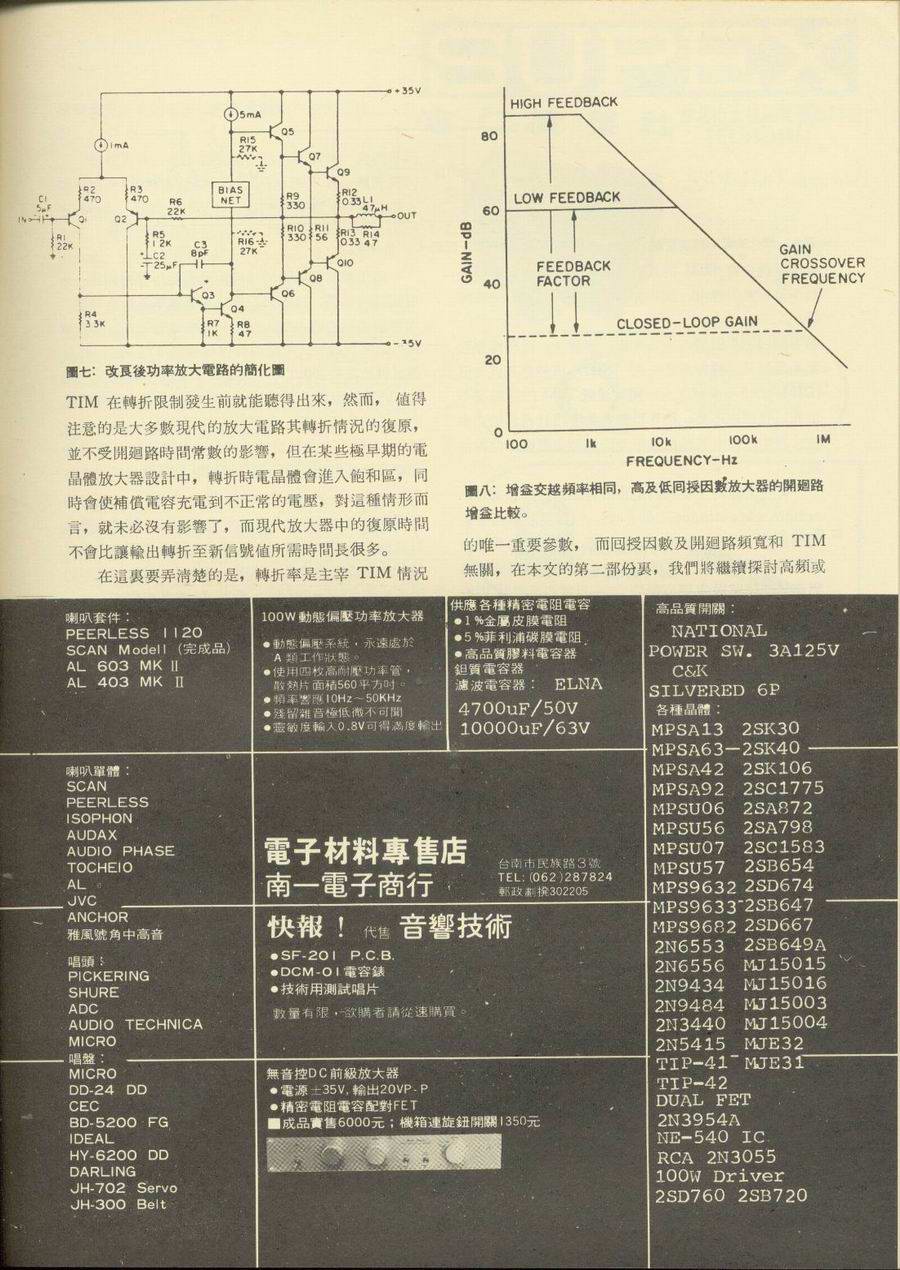 +35V
5mA
1mA
Q5
R15
27K
Q7
Q9
R2
470
R3
470
BIAS
NET
R9
330
R12
0.33
L1
47μH
C1
5μF
IN
Q1
Q2
R6
22K
OUT
R1
22K
R5
1.2K
C2
25μF
C3
8pF
R16
27K
R10
330
R11
56
R13
0.33
R14
47
Q10
Q8
Q6
Q3
Q4
R4
3.3K
R7
1K
R8
47
-35V
圖七：改良後功率放大電路的簡化圖
TIM 在轉折限制發生前就能聽得出來，然而，值得
注意的是大多數現代的放大電路其轉折情況的復原，
並不受開迴路時間常數的影響，但在某些極早期的電
晶體放大器設計中，轉折時電晶體會進入飽和區，同
時會使補償電容充電到不正常的電壓，對這種情形而
言，就未必沒有影響了，而現代放大器中的復原時間
不會比讓輸出轉折至新信號值所需時間長很多。
在這裏要弄清楚的是，轉折率是主宰 TIM 情況
HIGH FEEDBACK
LOW FEEDBACK
FEEDBACK
FACTOR
GAIN
CROSSOVER
FREQUENCY
CLOSED-LOOP GAIN
GAIN-dB
80
60
40
20
0
100
1k
10k
100k
1M
FREQUENCY-Hz
圖八：增益交越頻率相同，高及低回授因數放大器的開迴路
增益比較。
的唯一重要參數，而回授因數及開迴路頻寬和 TIM
無關，在本文的第二部份裏，我們將繼續探討高頻或
喇叭套件：
PEERLESS 1120
SCAN Modell (完成品)
AL 603 MK II
AL 403 MK II
喇叭單體：
SCAN
PEERLESS
ISOPHON
AUDAX
AUDIO PHASE
TOCHEIO
AL
JVC
ANCHOR
雅風號角中高音
唱頭：
PICKERING
SHURE
ADC
AUDIO TECHNICA
MICRO
唱盤：
MICRO
DD-24 DD
CEC
BD-5200 FG
IDEAL
HY-6200 DD
DARLING
JH-702 Servo
JH-300 Belt
100W動態偏壓功率放大器
●動態偏壓系統，永遠處於
A類工作狀態。
●使用四枚高耐壓功率管，
散熱片面積560平方吋。
●頻率響應10Hz～50KHz
●殘留雜音極低微不可聞
●靈敏度輸入0.8V可得滿度輸出
供應各種精密電阻電容
●1%金屬皮膜電阻
●5%菲利浦碳膜電阻
●高品質膠料電容器
鉭質電容器
濾波電容器： ELNA
4700uF/50V
10000uF/63V
電子材料專售店
南一電子商行
台南市民族路3號
TEL:(062)287824
郵政劃撥302205
快報！ 代售 音響技術
●SF-201 P.C.B.
●DCM-01電容錶
●技術用測試唱片
數量有限，欲購者請從速購買。
無音控DC前級放大器
●電源±35V,輸出20VP-P
●精密電阻電容配對FET
■成品實售6000元；機箱連旋鈕開關1350元
高品質開關：
NATIONAL
POWER SW. 3A125V
C&K
SILVERED 6P
各種晶體：
MPSA13 2SK30
MPSA63 2SK40
MPSA42 2SK106
MPSA92 2SC1775
MPSU06 2SA872
MPSU56 2SA798
MPSU07 2SC1583
MPSU57 2SB654
MPS9632 2SD674
MPS9633 2SB647
MPS9682 2SD667
2N6553 2SB649A
2N6556 MJ15015
2N9434 MJ15016
2N9484 MJ15003
2N3440 MJ15004
2N5415 MJE32
TIP-41 MJE31
TIP-42
DUAL FET
2N3954A
NE-540 IC
RCA 2N3055
100W Driver
2SD760 2SB720